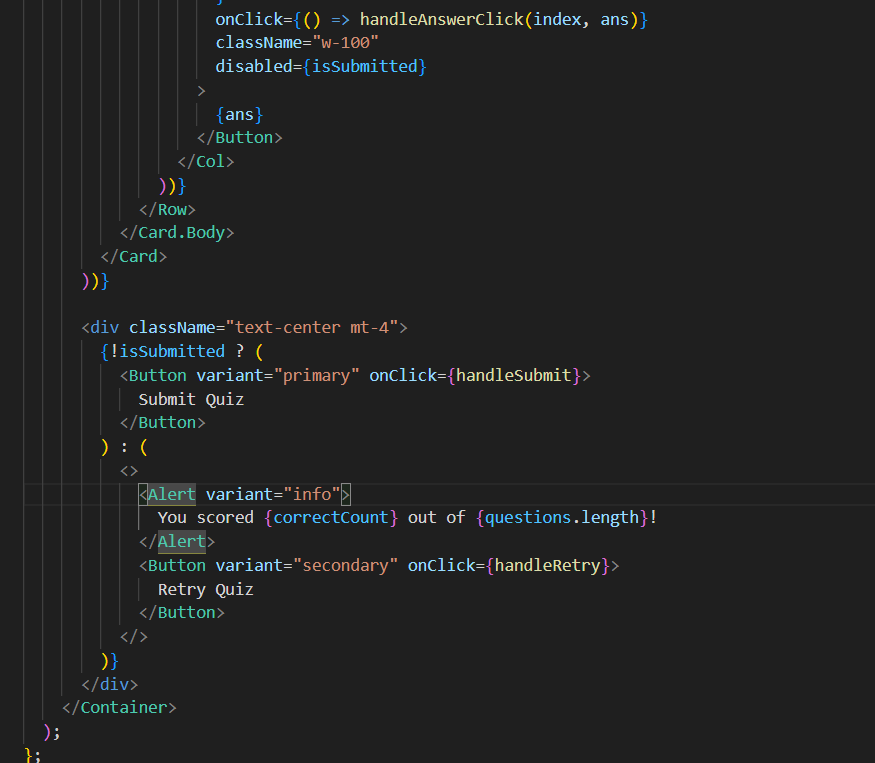 }
onClick={() => handleAnswerClick(index, ans)}
className="w-100"
disabled={isSubmitted}
>
{ans}
</Button>
</Col>
))}
</Row>
</Card.Body>
</Card>
))}
<div className="text-center mt-4">
{!isSubmitted ? (
<Button variant="primary" onClick={handleSubmit}>
Submit Quiz
</Button>
) : (
<>
<Alert variant="info">
You scored {correctCount} out of {questions.length}!
</Alert>
<Button variant="secondary" onClick={handleRetry}>
Retry Quiz
</Button>
</>
)}
</div>
</Container>
);
};